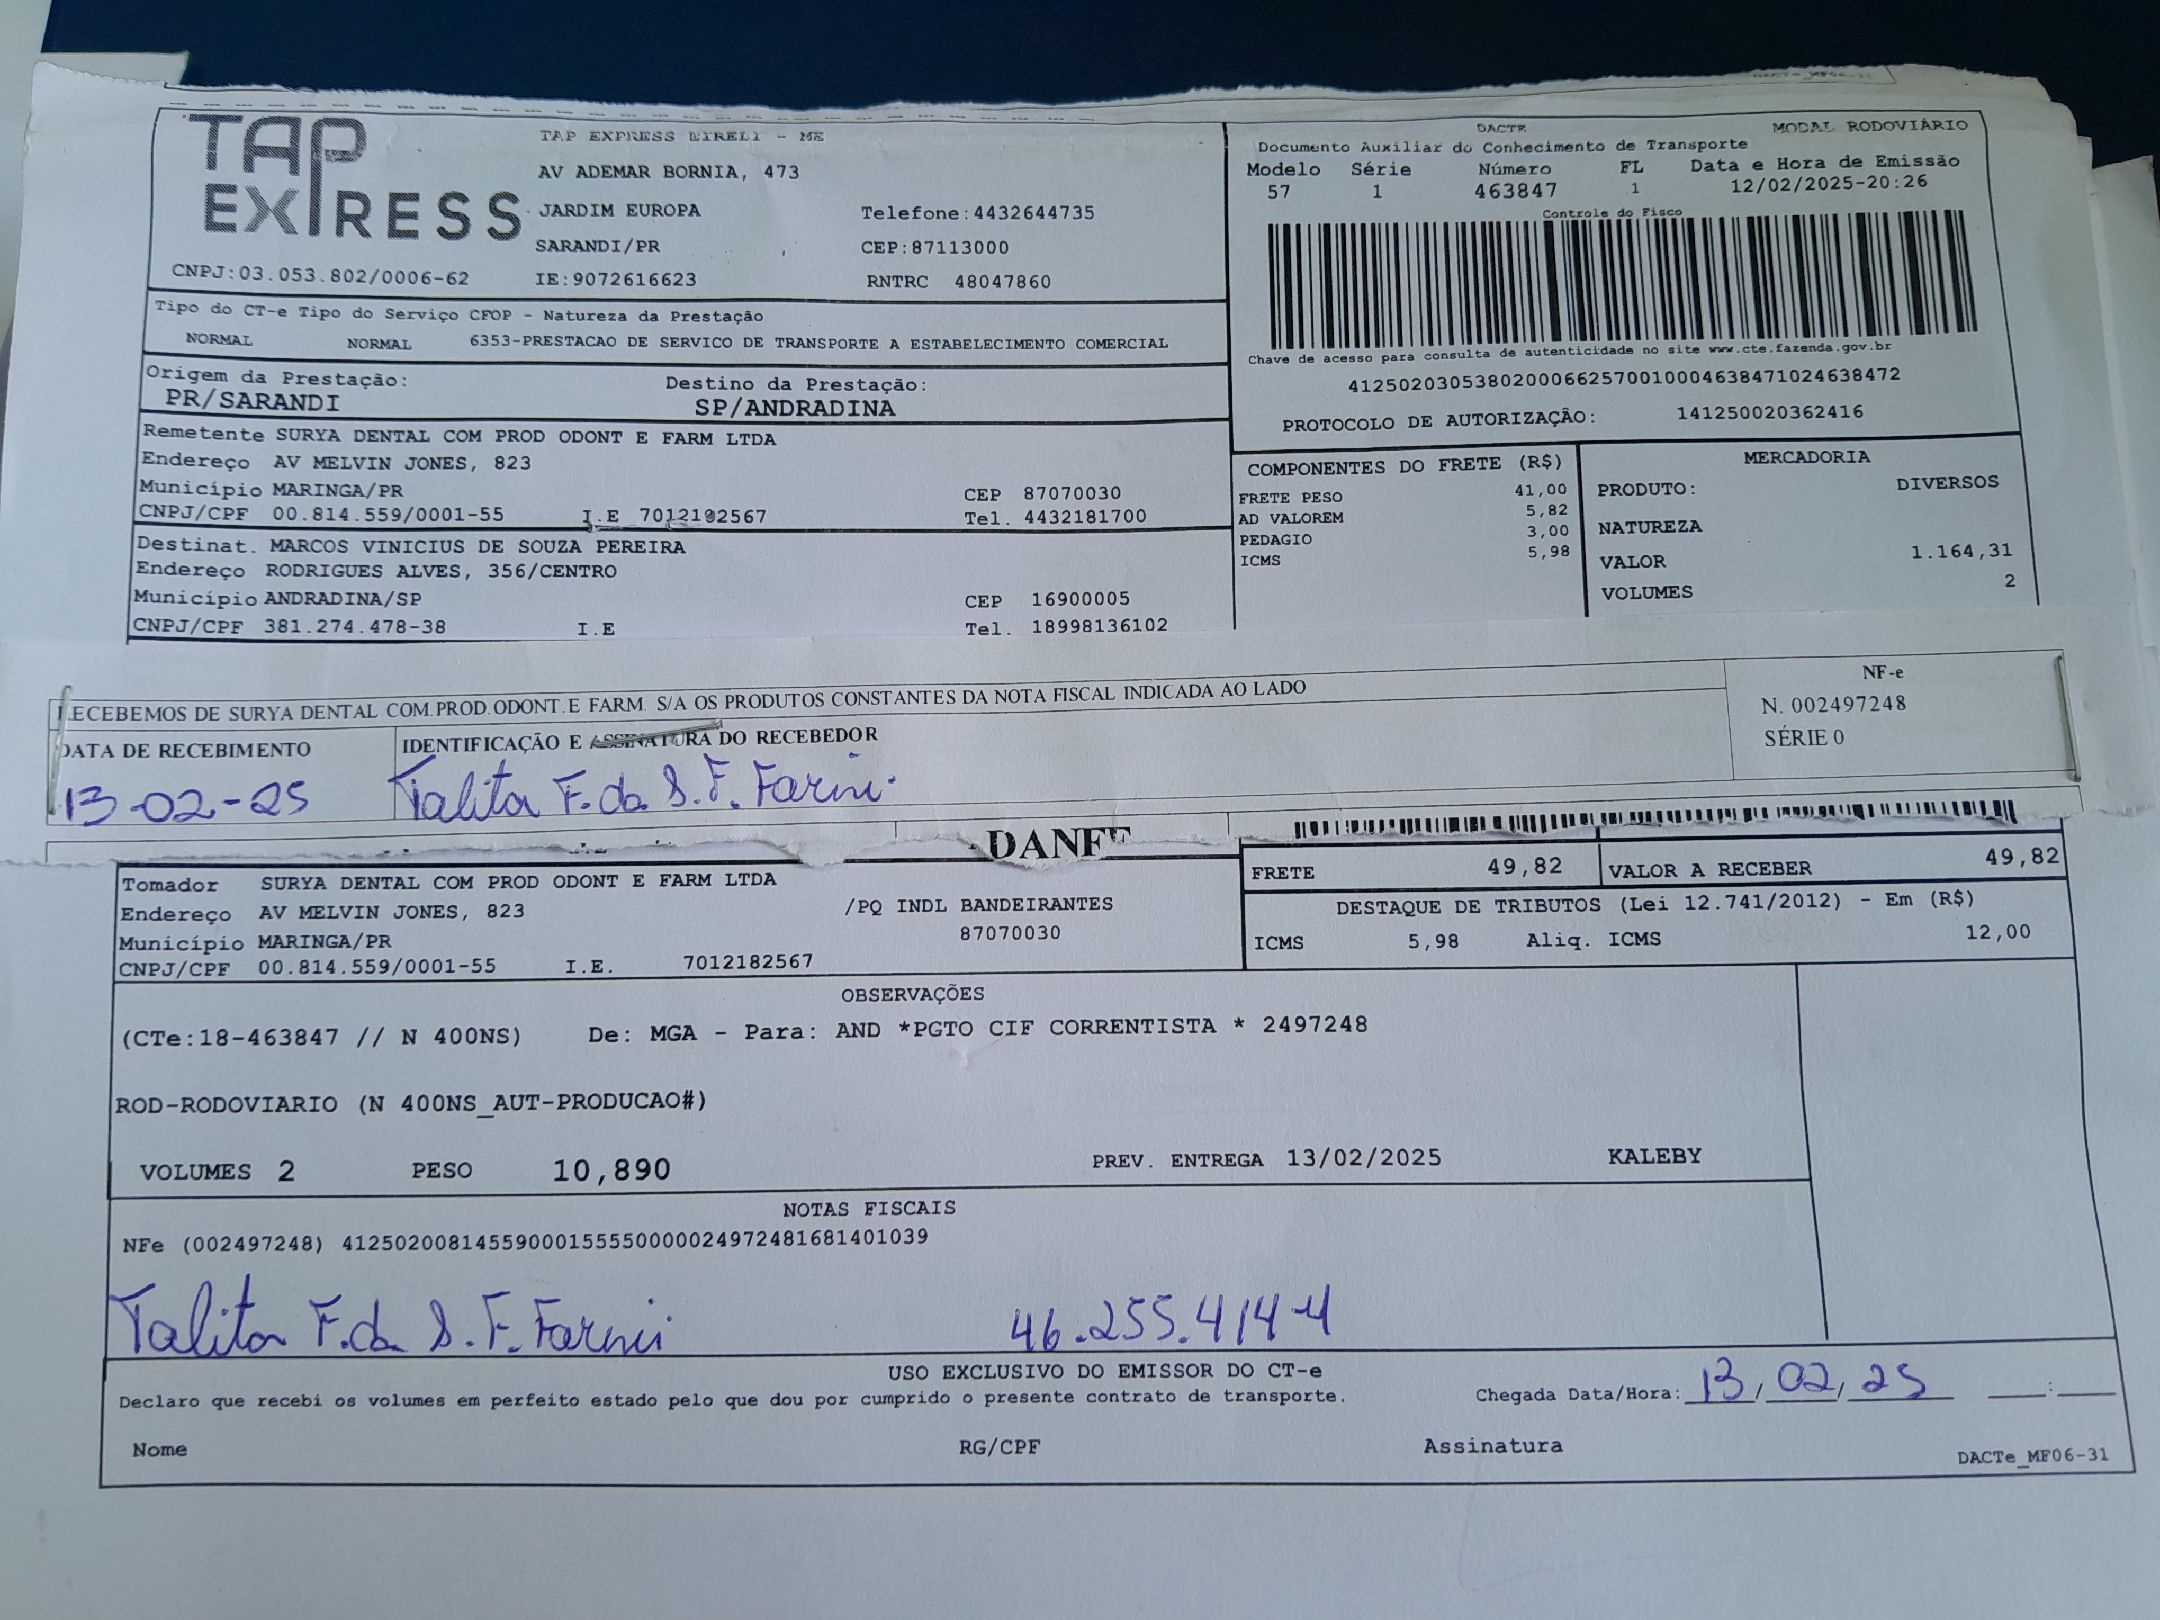 TAP EXPRESS
TAP EXPRESS EIRELI - ME
AV ADEMAR BORNIA, 473
JARDIM EUROPA Telefone:4432644735
SARANDI/PR CEP:87113000
CNPJ:03.053.802/0006-62 IE:9072616623 RNTRC 48047860
DACTE MODAL RODOVIÁRIO
Documento Auxiliar do Conhecimento de Transporte
Modelo Série Número FL Data e Hora de Emissão
57 1 463847 1 12/02/2025-20:26
Controle do Fisco
Chave de acesso para consulta de autenticidade no site www.cte.fazenda.gov.br
41250203053802000662570010004638471024638472
PROTOCOLO DE AUTORIZAÇÃO: 141250020362416
Tipo do CT-e Tipo do Serviço CFOP - Natureza da Prestação
NORMAL NORMAL 6353-PRESTACAO DE SERVICO DE TRANSPORTE A ESTABELECIMENTO COMERCIAL
Origem da Prestação: Destino da Prestação:
PR/SARANDI SP/ANDRADINA
Remetente SURYA DENTAL COM PROD ODONT E FARM LTDA
Endereço AV MELVIN JONES, 823
Município MARINGA/PR CEP 87070030
CNPJ/CPF 00.814.559/0001-55 I.E 7012182567 Tel. 4432181700
Destinat. MARCOS VINICIUS DE SOUZA PEREIRA
Endereço RODRIGUES ALVES, 356/CENTRO
Município ANDRADINA/SP CEP 16900005
CNPJ/CPF 381.274.478-38 I.E Tel. 18998136102
COMPONENTES DO FRETE (R$)
FRETE PESO 41,00
AD VALOREM 5,82
PEDAGIO 3,00
ICMS 5,98
MERCADORIA
PRODUTO: DIVERSOS
NATUREZA
VALOR 1.164,31
VOLUMES 2
RECEBEMOS DE SURYA DENTAL COM.PROD.ODONT.E FARM. S/A OS PRODUTOS CONSTANTES DA NOTA FISCAL INDICADA AO LADO
NF-e
N. 002497248
SÉRIE 0
DATA DE RECEBIMENTO IDENTIFICAÇÃO E ASSINATURA DO RECEBEDOR
13-02-25 Talita F. da S. F. Farini
DANFE
Tomador SURYA DENTAL COM PROD ODONT E FARM LTDA
Endereço AV MELVIN JONES, 823 /PQ INDL BANDEIRANTES
Município MARINGA/PR 87070030
CNPJ/CPF 00.814.559/0001-55 I.E. 7012182567
FRETE 49,82 VALOR A RECEBER 49,82
DESTAQUE DE TRIBUTOS (Lei 12.741/2012) - Em (R$)
ICMS 5,98 Aliq. ICMS 12,00
OBSERVAÇÕES
(CTe:18-463847 // N 400NS) De: MGA - Para: AND *PGTO CIF CORRENTISTA * 2497248
ROD-RODOVIARIO (N 400NS_AUT-PRODUCAO#)
VOLUMES 2 PESO 10,890 PREV. ENTREGA 13/02/2025 KALEBY
NOTAS FISCAIS
NFe (002497248) 41250200814559000155550000024972481681401039
Talita F. da S. F. Farini 46.255.414-4
USO EXCLUSIVO DO EMISSOR DO CT-e
Declaro que recebi os volumes em perfeito estado pelo que dou por cumprido o presente contrato de transporte. Chegada Data/Hora: 13/02/25 __:__
Nome RG/CPF Assinatura
DACTe_MF06-31